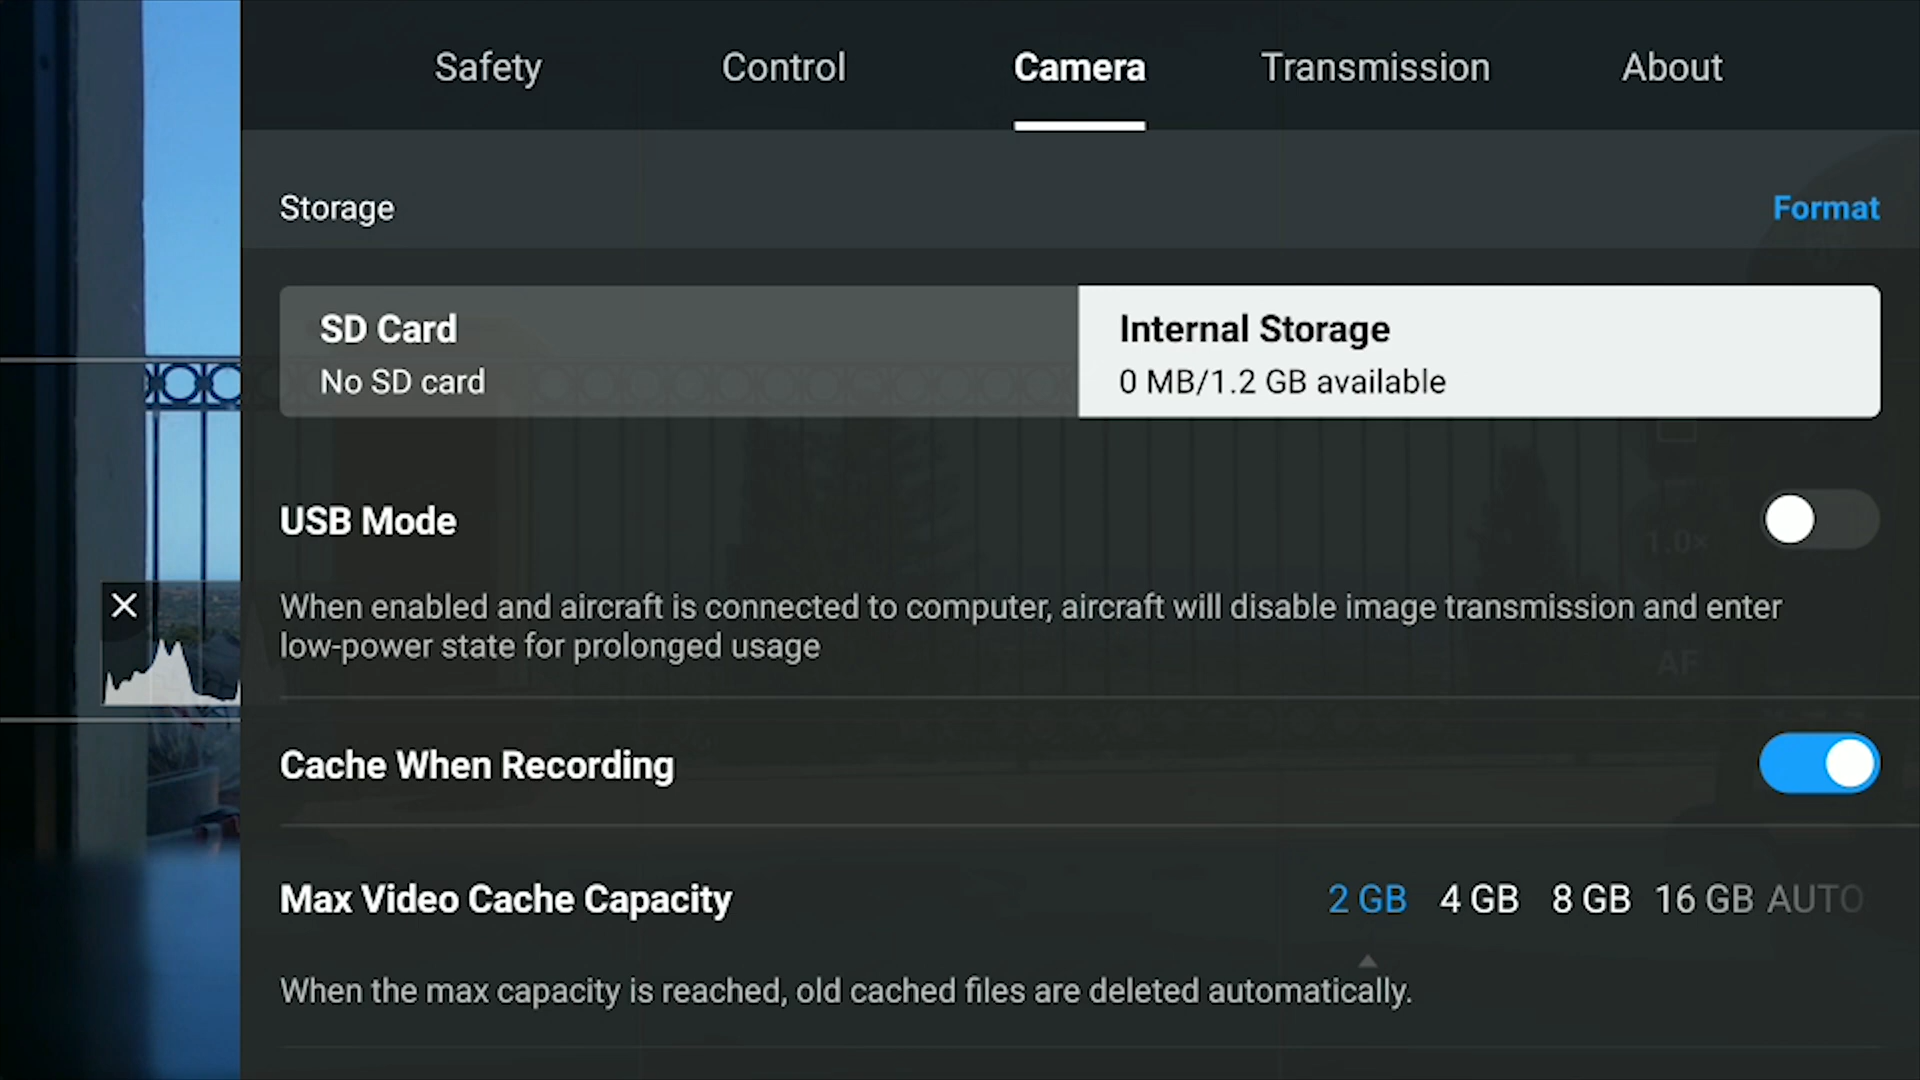 Safety Control Camera Transmission About
Storage Format
SD Card Internal Storage
No SD card 0 MB/1.2 GB available
USB Mode
1.0×
When enabled and aircraft is connected to computer, aircraft will disable image transmission and enter
low-power state for prolonged usage
AF
Cache When Recording
Max Video Cache Capacity 2 GB 4 GB 8 GB 16 GB AUTO
When the max capacity is reached, old cached files are deleted automatically.